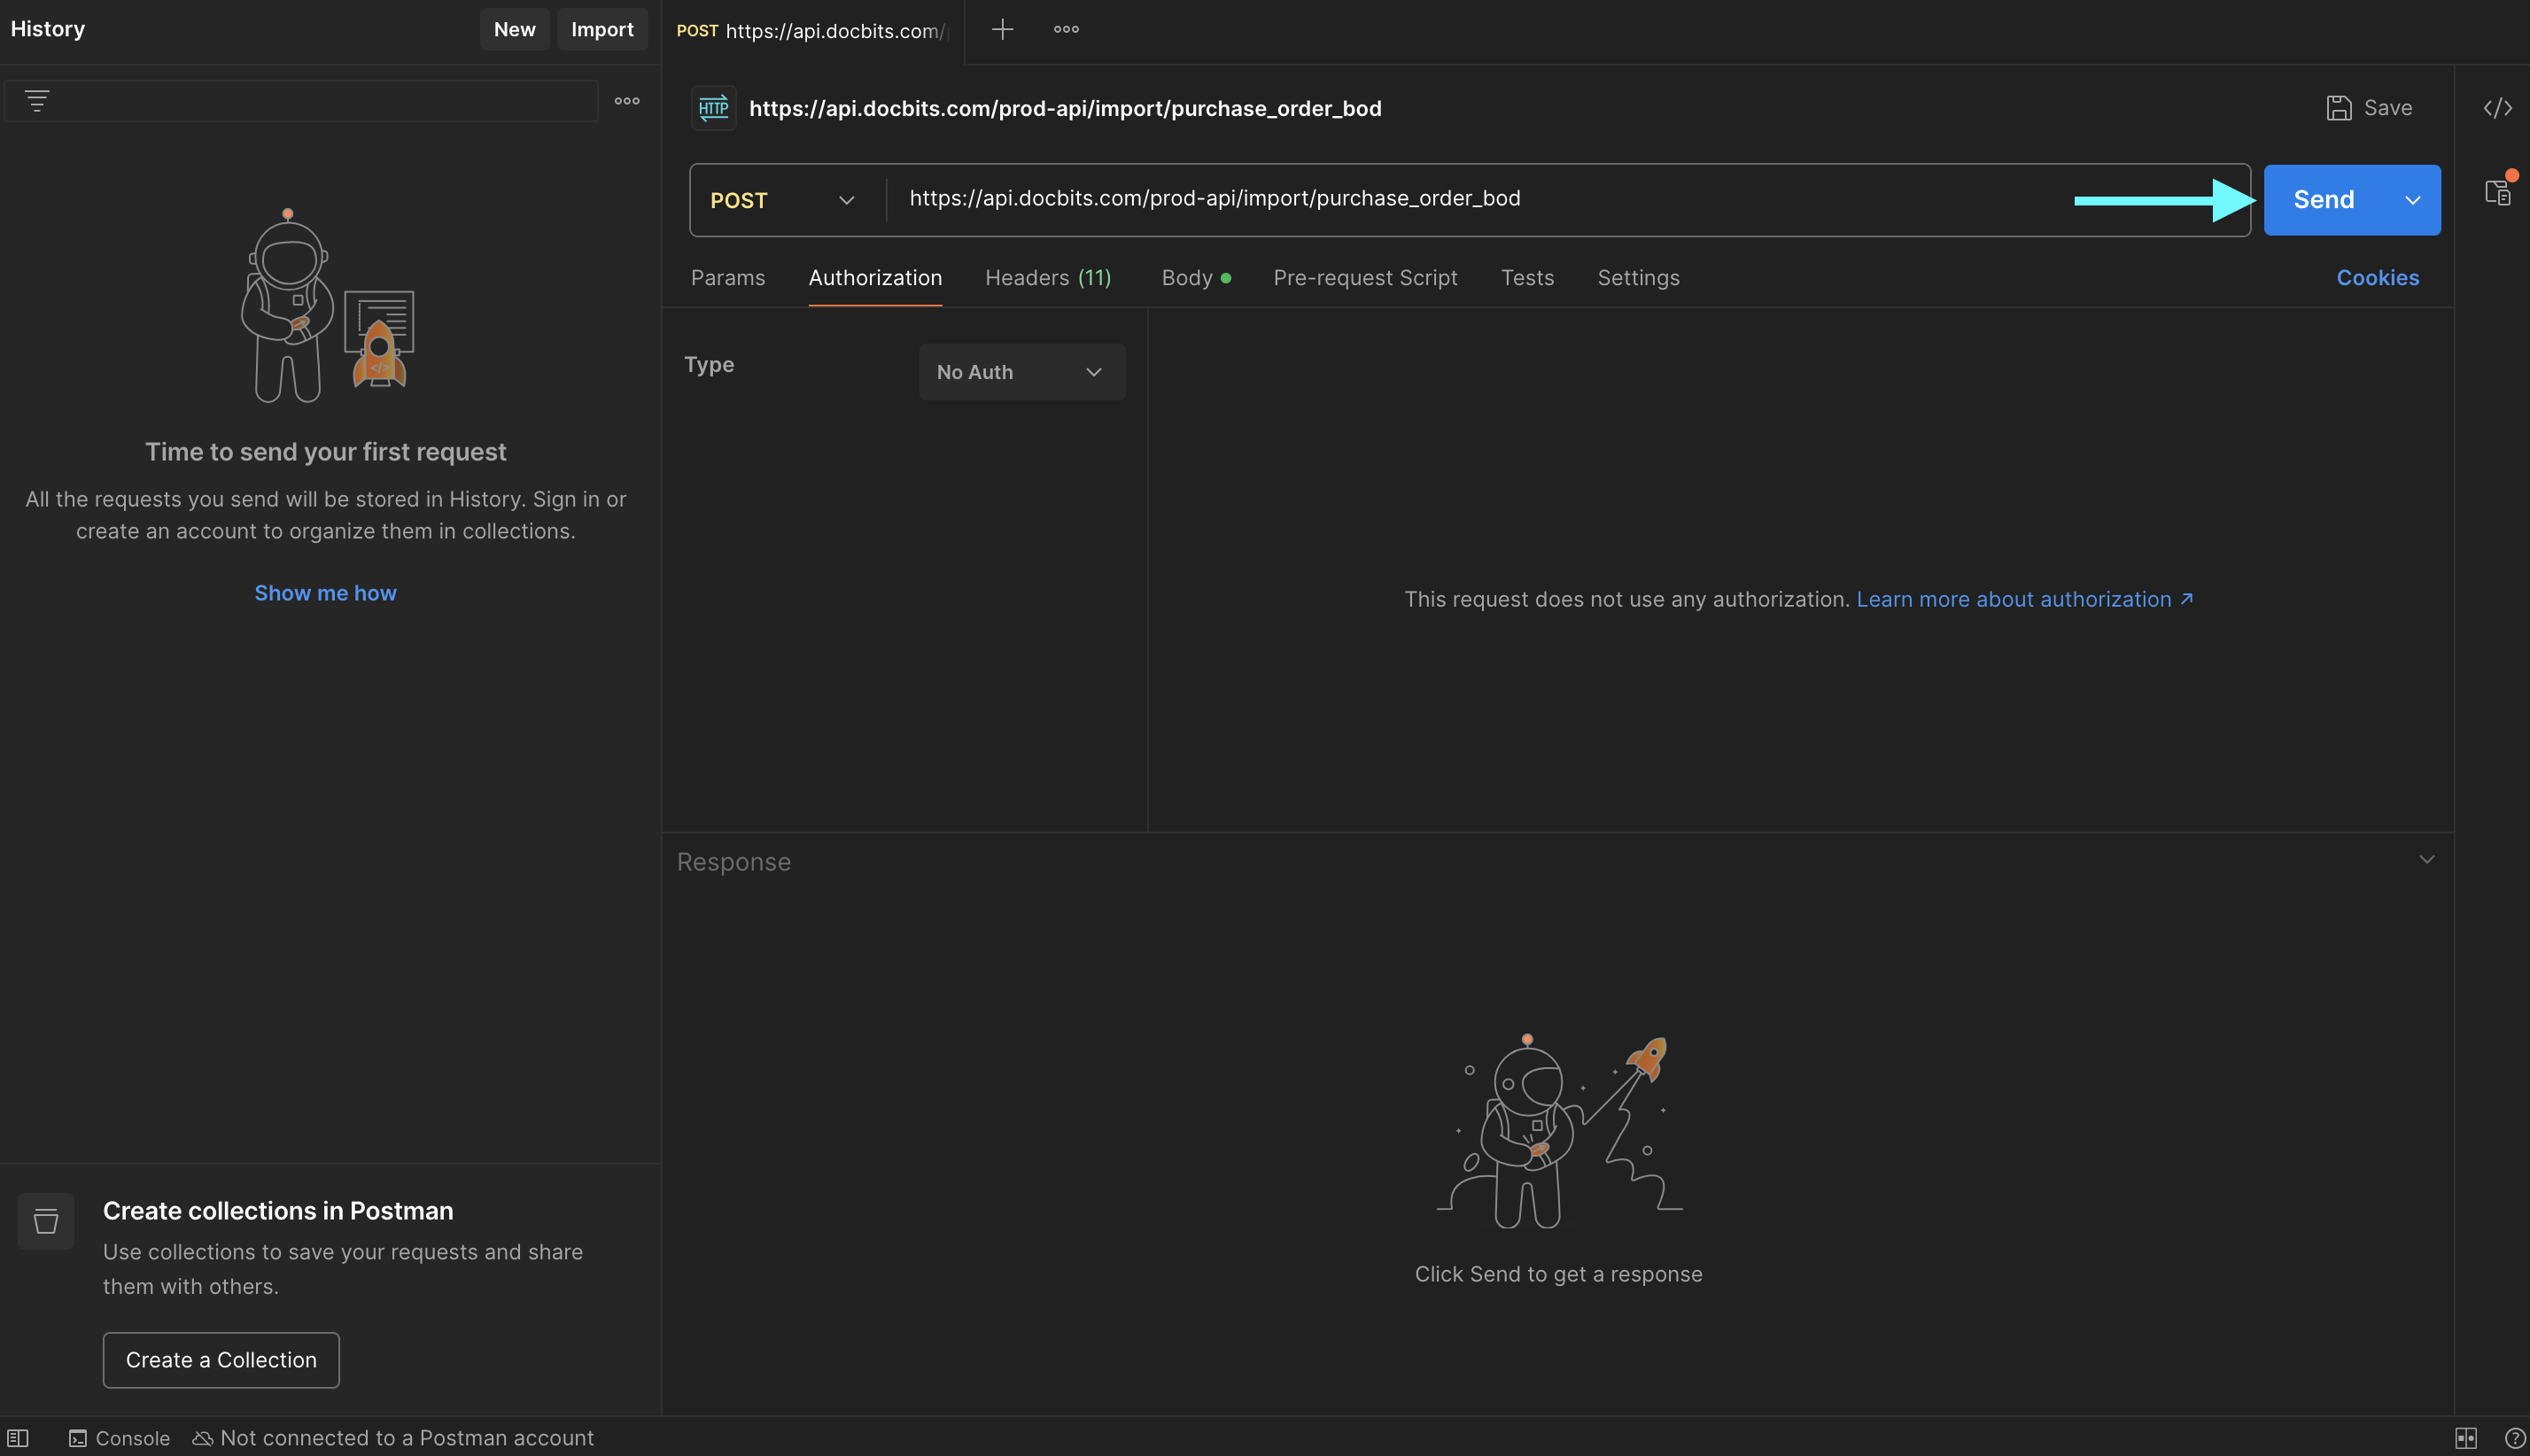 History
New
Import
POST https://api.docbits.com/
HTTP
https://api.docbits.com/prod-api/import/purchase_order_bod
Save
</>
POST
https://api.docbits.com/prod-api/import/purchase_order_bod
Send
Params
Authorization
Headers (11)
Body
Pre-request Script
Tests
Settings
Cookies
Type
No Auth
</>
Time to send your first request
All the requests you send will be stored in History. Sign in or
create an account to organize them in collections.
Show me how
This request does not use any authorization. Learn more about authorization ↗
Response
Click Send to get a response
Create collections in Postman
Use collections to save your requests and share
them with others.
Create a Collection
Console
Not connected to a Postman account
?